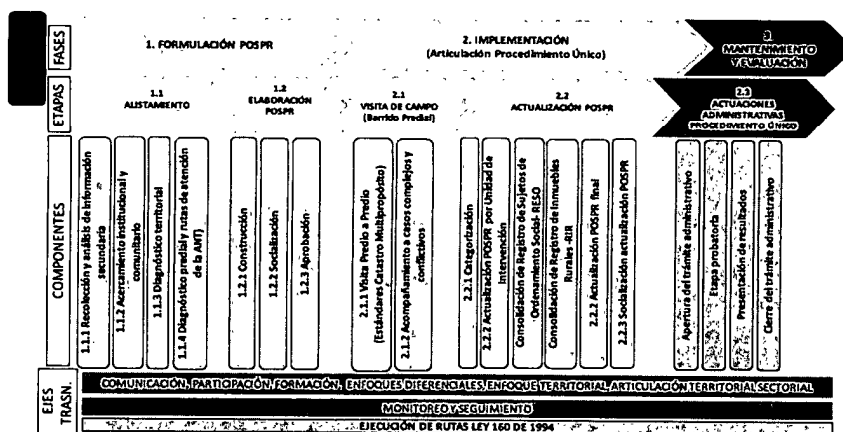 FASES
1. FORMULACIÓN POSPR
2. IMPLEMENTACIÓN
(Articulación Procedimiento Único)
3.
MANTENIMIENTO
Y EVALUACIÓN
ETAPAS
1.1
ALISTAMIENTO
1.2
ELABORACIÓN
POSPR
2.1
VISITA DE CAMPO
(Barrido Predial)
2.2
ACTUALIZACIÓN POSPR
2.3
ACTUACIONES
ADMINISTRATIVAS
PROCEDIMIENTO ÚNICO
COMPONENTES
1.1.1 Recolección y análisis de información
secundaria
1.1.2 Acercamiento institucional y
comunitario
1.1.3 Diagnóstico territorial
1.1.4 Diagnóstico predial y rutas de atención
de la ANT)
1.2.1 Construcción
1.2.2 Socialización
1.2.3 Aprobación
2.1.1 Visita Predio a Predio
(Estándares Catastro Multipropósito)
2.1.2 Acompañamiento a casos complejos y
conflictivos
2.2.1 Categorización
2.2.2 Actualización POSPR por Unidad de
Intervención
Consolidación de Registro de Sujetos de
Ordenamiento Social- RESO
Consolidación de Registro de Inmuebles
Rurales -RIR
2.2.2 Actualización POSPR final
2.2.3 Socialización actualización POSPR
Apertura del trámite administrativo
Etapa probatoria
Presentación de resultados
Cierre del trámite administrativo
EJES
TRASN.
COMUNICACIÓN, PARTICIPACIÓN, FORMACIÓN, ENFOQUES DIFERENCIALES, ENFOQUE TERRITORIAL, ARTICULACIÓN TERRITORIAL SECTORIAL
MONITOREO Y SEGUIMIENTO
EJECUCIÓN DE RUTAS LEY 160 DE 1994